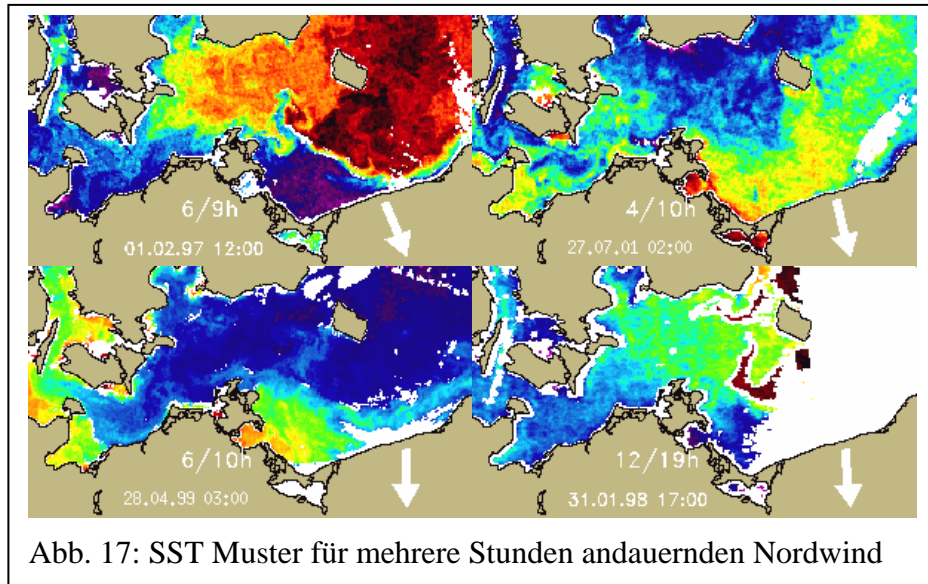 6/9h
01.02.97 12:00
4/10h
27.07.01 02:00
6/10h
28.04.99 03:00
12/19h
31.01.98 17:00
Abb. 17: SST Muster für mehrere Stunden andauernden Nordwind